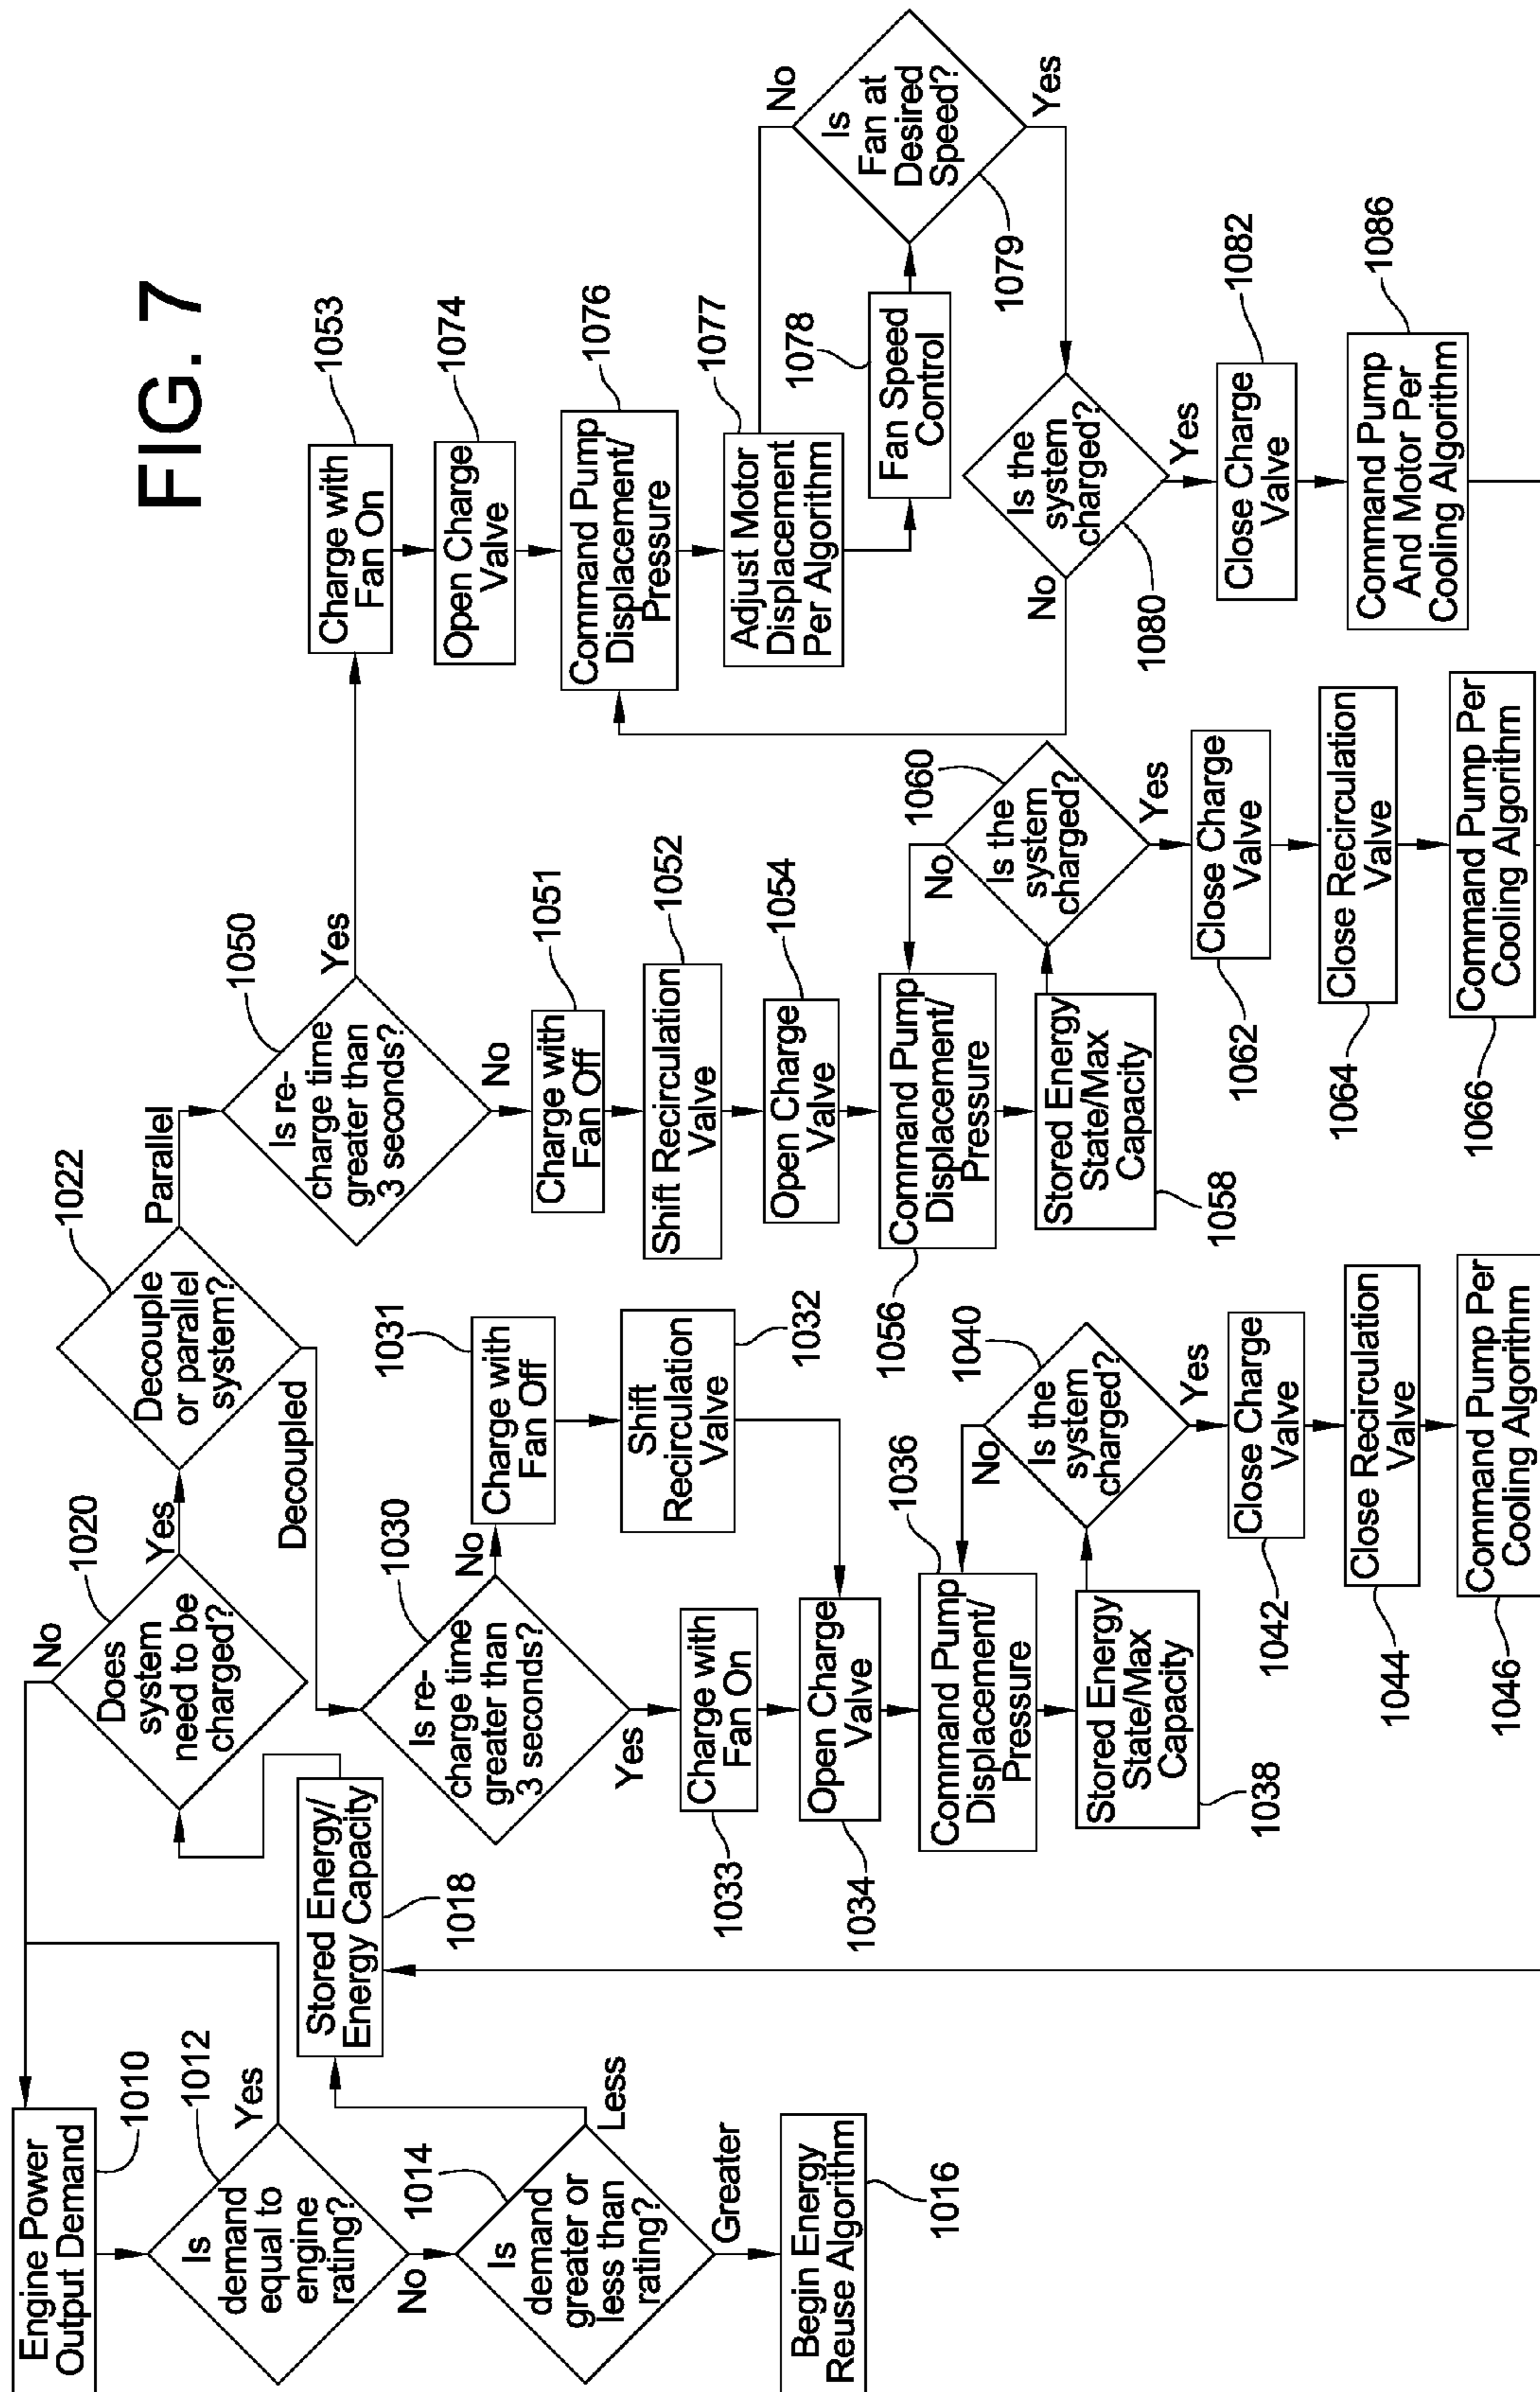 FIG. 7
Engine Power
Output Demand
1010
Is
demand
equal to
engine
rating?
1012
Yes
No
Is
demand
greater or
less than
rating?
1014
Less
Greater
Begin Energy
Reuse Algorithm
1016
Stored Energy/
Energy Capacity
1018
Does
system
need to be
charged?
1020
No
Yes
Decouple
or parallel
system?
1022
Parallel
Decoupled
Is re-
charge time
greater than
3 seconds?
1030
No
Yes
Charge with
Fan Off
1031
Shift
Recirculation
Valve
1032
Charge with
Fan On
1033
Open Charge
Valve
1034
Command Pump
Displacement/
Pressure
1036
Stored Energy
State/Max
Capacity
1038
Is the
system
charged?
1040
No
Yes
Close Charge
Valve
1042
Close Recirculation
Valve
1044
Command Pump Per
Cooling Algorithm
1046
Is re-
charge time
greater than
3 seconds?
1050
Yes
No
Charge with
Fan Off
1051
Shift Recirculation
Valve
1052
Open Charge
Valve
1054
Command Pump
Displacement/
Pressure
1056
Stored Energy
State/Max
Capacity
1058
Is the
system
charged?
1060
No
Yes
Close Charge
Valve
1062
Close Recirculation
Valve
1064
Command Pump Per
Cooling Algorithm
1066
Charge with
Fan On
1053
Open Charge
Valve
1074
Command Pump
Displacement/
Pressure
1076
Adjust Motor
Displacement
Per Algorithm
1077
Fan Speed
Control
1078
Is
Fan at
Desired
Speed?
1079
No
Yes
Is the
system
charged?
1080
No
Yes
Close Charge
Valve
1082
Command Pump
And Motor Per
Cooling Algorithm
1086